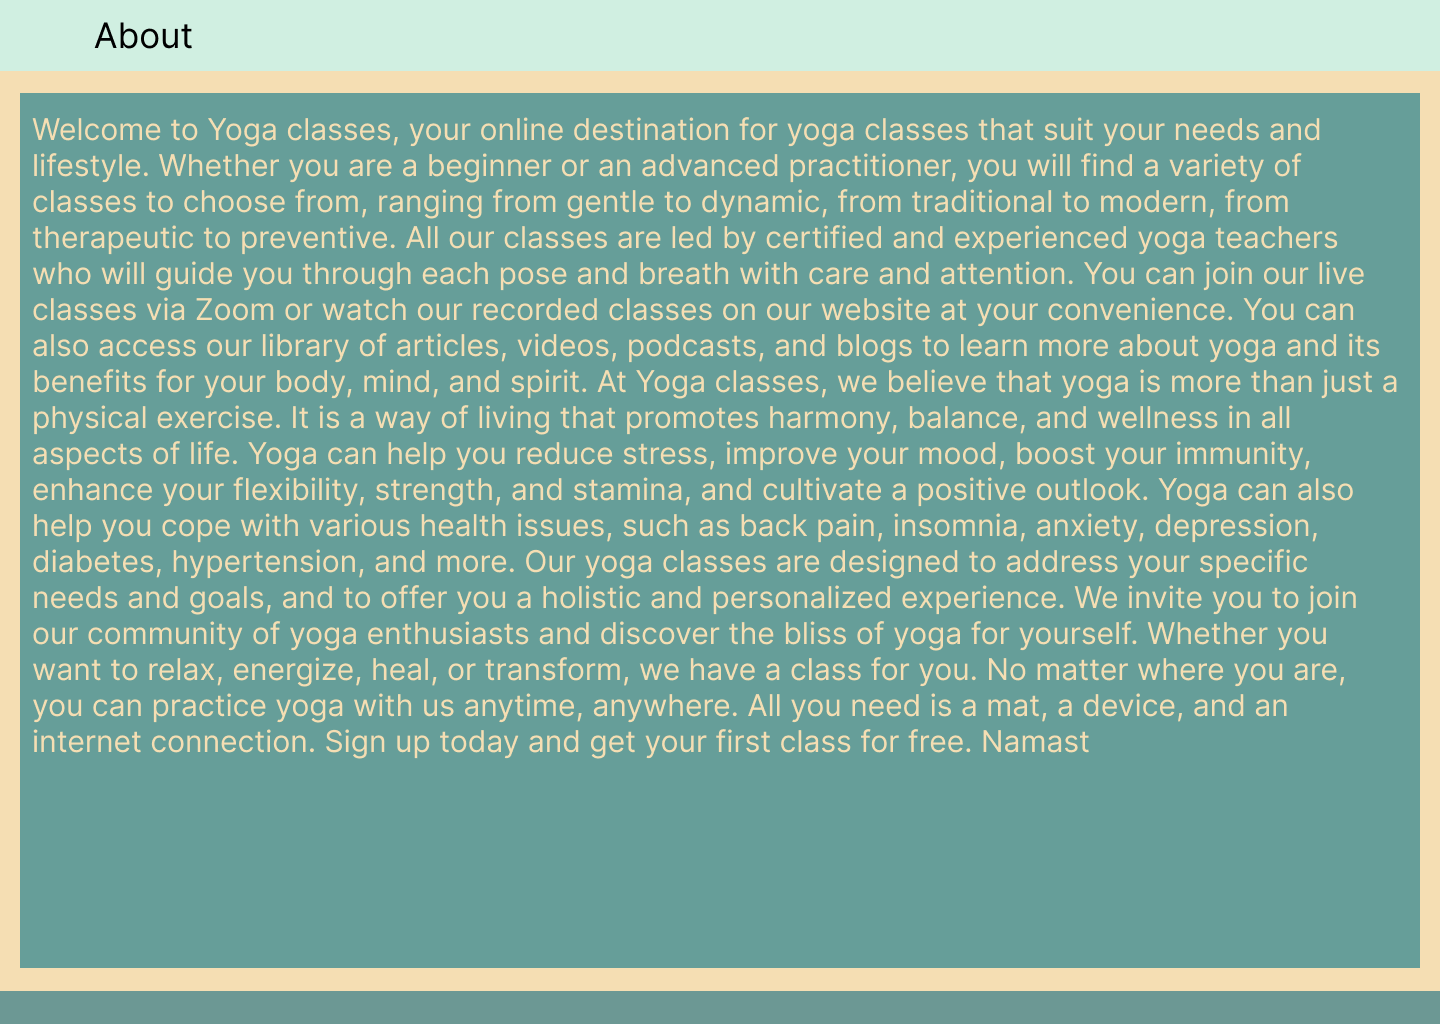 About
Welcome to Yoga classes, your online destination for yoga classes that suit your needs and
lifestyle. Whether you are a beginner or an advanced practitioner, you will find a variety of
classes to choose from, ranging from gentle to dynamic, from traditional to modern, from
therapeutic to preventive. All our classes are led by certified and experienced yoga teachers
who will guide you through each pose and breath with care and attention. You can join our live
classes via Zoom or watch our recorded classes on our website at your convenience. You can
also access our library of articles, videos, podcasts, and blogs to learn more about yoga and its
benefits for your body, mind, and spirit. At Yoga classes, we believe that yoga is more than just a
physical exercise. It is a way of living that promotes harmony, balance, and wellness in all
aspects of life. Yoga can help you reduce stress, improve your mood, boost your immunity,
enhance your flexibility, strength, and stamina, and cultivate a positive outlook. Yoga can also
help you cope with various health issues, such as back pain, insomnia, anxiety, depression,
diabetes, hypertension, and more. Our yoga classes are designed to address your specific
needs and goals, and to offer you a holistic and personalized experience. We invite you to join
our community of yoga enthusiasts and discover the bliss of yoga for yourself. Whether you
want to relax, energize, heal, or transform, we have a class for you. No matter where you are,
you can practice yoga with us anytime, anywhere. All you need is a mat, a device, and an
internet connection. Sign up today and get your first class for free. Namast